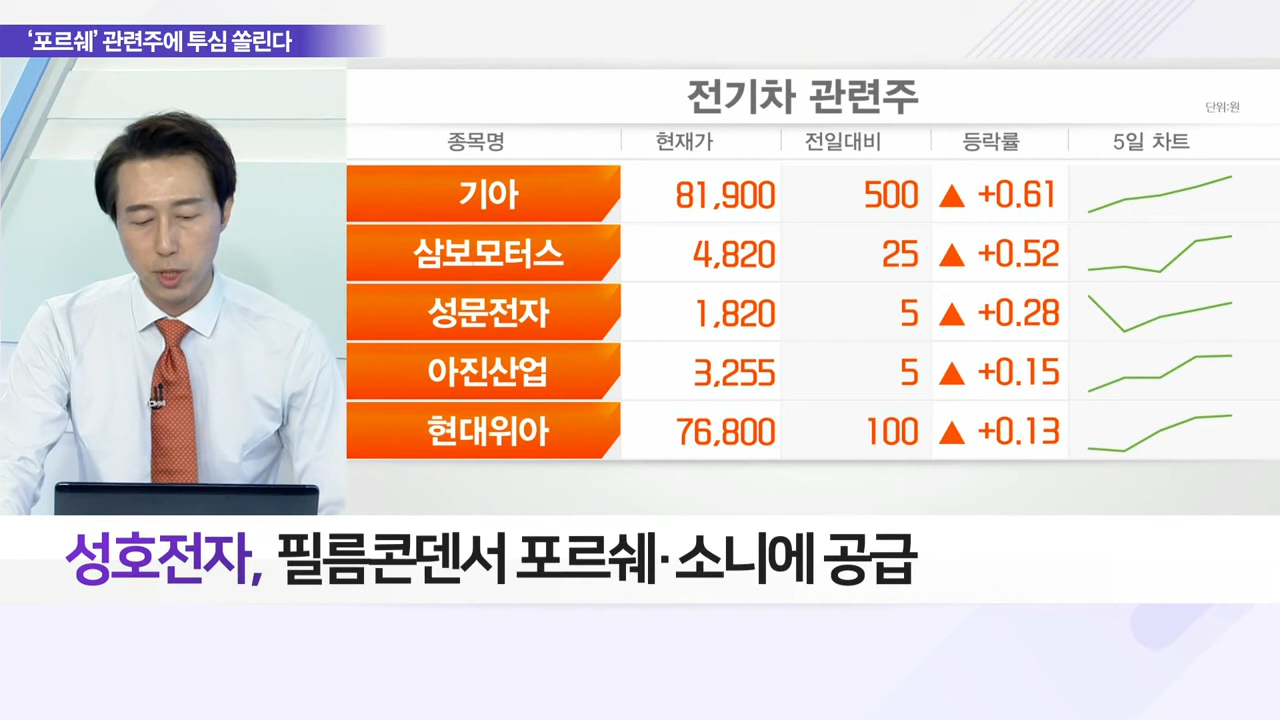 ‘포르쉐’ 관련주에 투심 쏠린다
전기차 관련주
단위:원
종목명 현재가 전일대비 등락률 5일 차트
기아 81,900 500 ▲ +0.61
삼보모터스 4,820 25 ▲ +0.52
성문전자 1,820 5 ▲ +0.28
아진산업 3,255 5 ▲ +0.15
현대위아 76,800 100 ▲ +0.13
성호전자, 필름콘덴서 포르쉐·소니에 공급